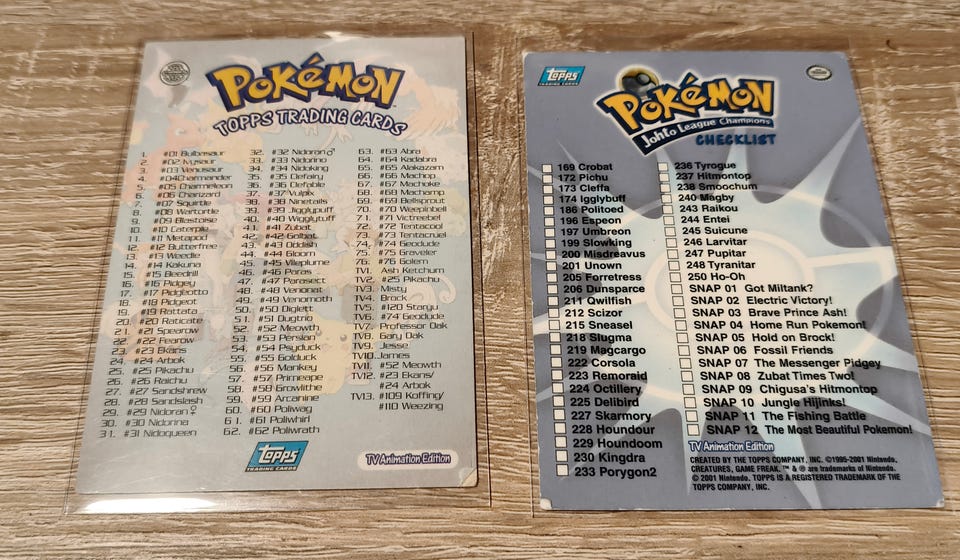 POKéMON
TOPPS TRADING CARDS
1. #01 Bulbasaur
2. #02 Ivysaur
3. #03 Venusaur
4. #04Charmander
5. #05 Charmeleon
6. #06 Charizard
7. #07 Squirtle
8. #08 Wartortle
9. #09 Blastoise
10. #10 Caterpie
11. #11 Metapod
12. #12 Butterfree
13. #13 Weedle
14. #14 Kakuna
15. #15 Beedrill
16. #16 Pidgey
17. #17 Pidgeotto
18. #18 Pidgeot
19. #19 Rattata
20. #20 Raticate
21. #21 Spearow
22. #22 Fearow
23. #23 Ekans
24. #24 Arbok
25. #25 Pikachu
26. #26 Raichu
27. #27 Sandshrew
28. #28 Sandslash
29. #29 Nidoran♀
30. #30 Nidorina
31. #31 Nidoqueen
32. #32 Nidoran♂
33. #33 Nidorino
34. #34 Nidoking
35. #35 Clefairy
36. #36 Clefable
37. #37 Vulpix
38. #38 Ninetails
39. #39 Jigglypuff
40. #40 Wigglytuff
41. #41 Zubat
42. #42 Golbat
43. #43 Oddish
44. #44 Gloom
45. #45 Vileplume
46. #46 Paras
47. #47 Parasect
48. #48 Venonat
49. #49 Venomoth
50. #50 Diglett
51. #51 Dugtrio
52. #52 Meowth
53. #53 Persian
54. #54 Psyduck
55. #55 Golduck
56. #56 Mankey
57. #57 Primeape
58. #58 Growlithe
59. #59 Arcanine
60. #60 Poliwag
61. #61 Poliwhirl
62. #62 Poliwrath
63. #63 Abra
64. #64 Kadabra
65. #65 Alakazam
66. #66 Machop
67. #67 Machoke
68. #68 Machamp
69. #69 Bellsprout
70. #70 Weepinbell
71. #71 Victreebel
72. #72 Tentacool
73. #73 Tentacruel
74. #74 Geodude
75. #75 Graveler
76. #76 Golem
TV1. Ash Ketchum
TV2. #25 Pikachu
TV3. Misty
TV4. Brock
TV5. #120 Staryu
TV6. #74 Geodude
TV7. Professor Oak
TV8. Gary Oak
TV9. Jesse
TV10. James
TV11. #52 Meowth
TV12. #23 Ekans/
#24 Arbok
TV13. #109 Koffing/
#110 Weezing
TOPPS
TRADING CARDS
TV Animation Edition
TOPPS
TRADING CARDS
POKéMON
Johto League Champions
CHECKLIST
169 Crobat
172 Pichu
173 Cleffa
174 Igglybuff
186 Politoed
196 Espeon
197 Umbreon
199 Slowking
200 Misdreavus
201 Unown
205 Forretress
206 Dunsparce
211 Qwilfish
212 Scizor
215 Sneasel
218 Slugma
219 Magcargo
222 Corsola
223 Remoraid
224 Octillery
225 Delibird
227 Skarmory
228 Houndour
229 Houndoom
230 Kingdra
233 Porygon2
236 Tyrogue
237 Hitmontop
238 Smoochum
240 Magby
243 Raikou
244 Entei
245 Suicune
246 Larvitar
247 Pupitar
248 Tyranitar
250 Ho-Oh
SNAP 01 Got Miltank?
SNAP 02 Electric Victory!
SNAP 03 Brave Prince Ash!
SNAP 04 Home Run Pokemon!
SNAP 05 Hold on Brock!
SNAP 06 Fossil Friends
SNAP 07 The Messenger Pidgey
SNAP 08 Zubat Times Two!
SNAP 09 Chigusa's Hitmontop
SNAP 10 Jungle Hijinks!
SNAP 11 The Fishing Battle
SNAP 12 The Most Beautiful Pokemon!
TV Animation Edition
CREATED BY THE TOPPS COMPANY, INC. ©1995-2001 Nintendo,
CREATURES, GAME FREAK. ™ & ® are trademarks of Nintendo.
© 2001 Nintendo. TOPPS IS A REGISTERED TRADEMARK OF THE
TOPPS COMPANY, INC.